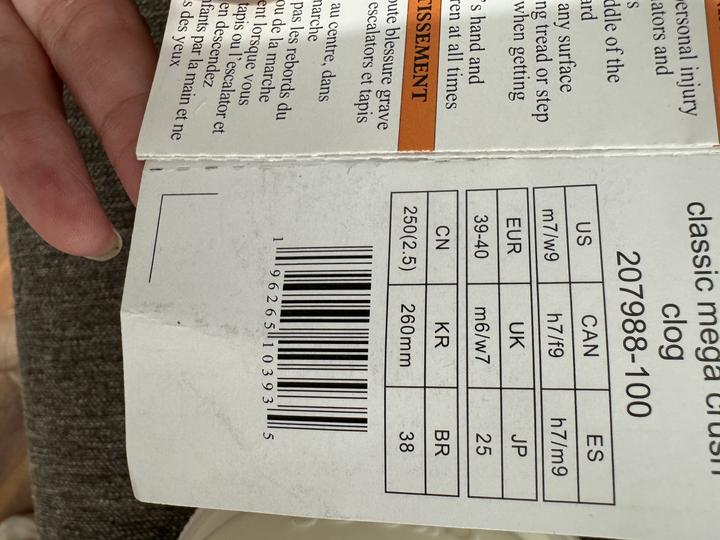 ersonal injury
ators and
's
ddle of the
ard
any surface
ng tread or step
when getting
's hand and
ren at all times
TISSEMENT
ute blessure grave
escalators et tapis
au centre, dans
marche
pas les rebords du
on de la marche
ent lorsque vous
tapis ou l'escalator et
en descendez
fants par la main et ne
s des yeux
classic mega crush
clog
207988-100
US CAN ES
m7/w9 h7/f9 h7/m9
EUR UK JP
39-40 m6/w7 25
CN KR BR
250(2.5) 260mm 38
1 96265 10393 5